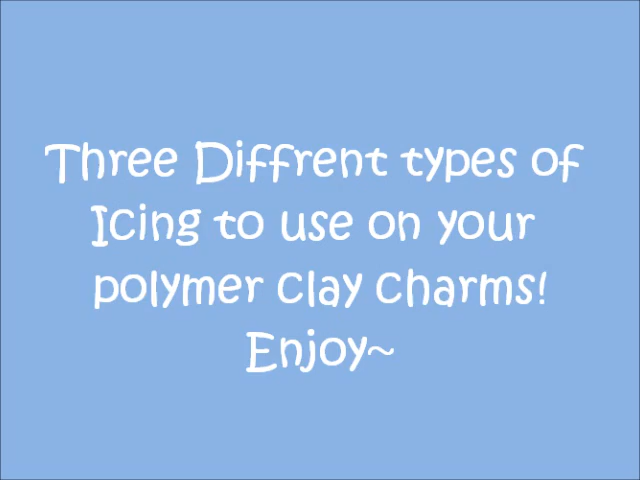 Three Diffrent types of
Icing to use on your
polymer clay charms!
Enjoy~